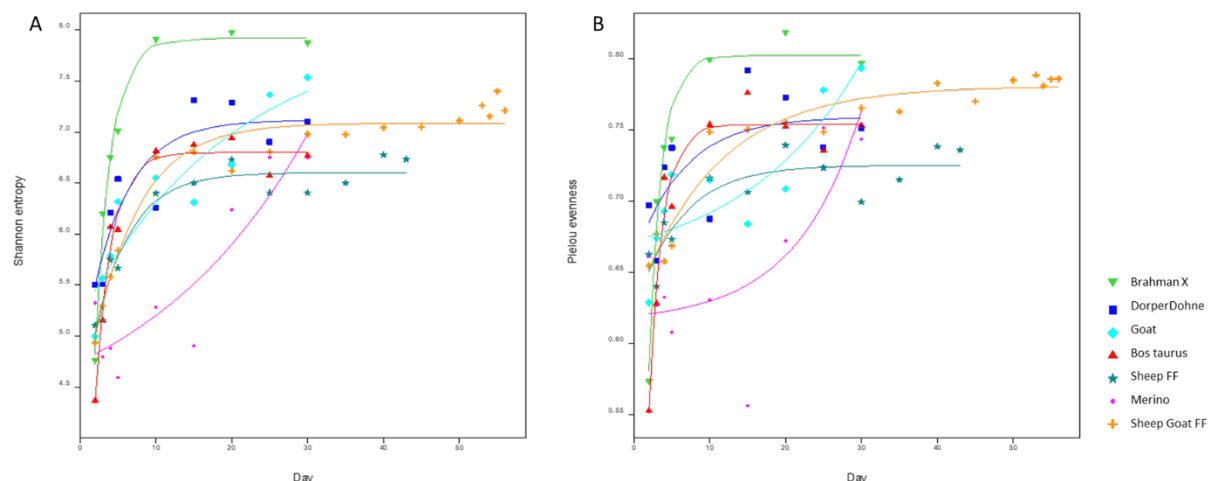 A
8.0
7.5
7.0
6.5
6.0
5.5
5.0
4.5
Shannon entropy
0 10 20 30 40 50
Day
B
0.80
0.75
0.70
0.65
0.60
0.55
Pielou evenness
0 10 20 30 40 50
Day
Brahman X
DorperDohne
Goat
Bos taurus
Sheep FF
Merino
Sheep Goat FF